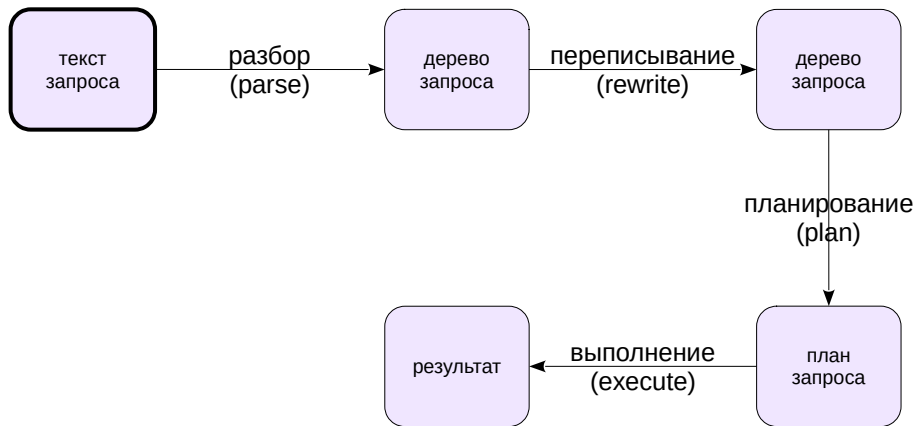 текст
запроса
разбор
(parse)
дерево
запроса
переписывание
(rewrite)
дерево
запроса
планирование
(plan)
результат
выполнение
(execute)
план
запроса